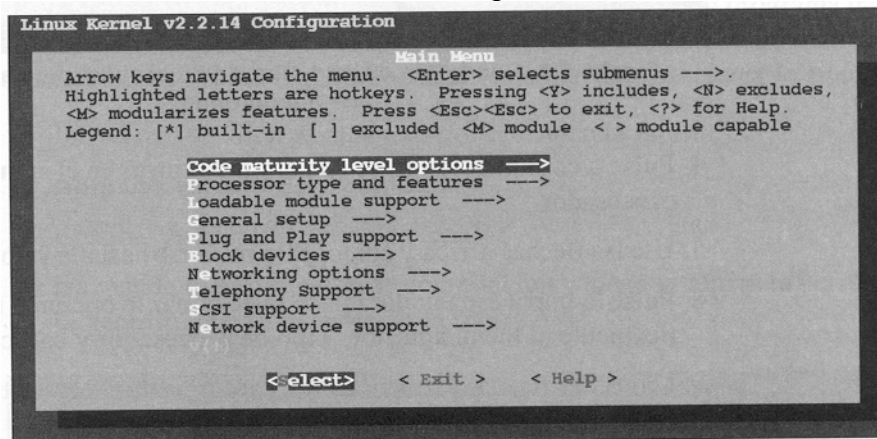 Linux Kernel v2.2.14 Configuration
Main Menu
Arrow keys navigate the menu. <Enter> selects submenus --->.
Highlighted letters are hotkeys. Pressing <Y> includes, <N> excludes,
<M> modularizes features. Press <Esc><Esc> to exit, <?> for Help.
Legend: [*] built-in [ ] excluded <M> module < > module capable
Code maturity level options --->
Processor type and features --->
Loadable module support --->
General setup --->
Plug and Play support --->
Block devices --->
Networking options --->
Telephony Support --->
SCSI support --->
Network device support --->
v(+)
<Select> < Exit > < Help >